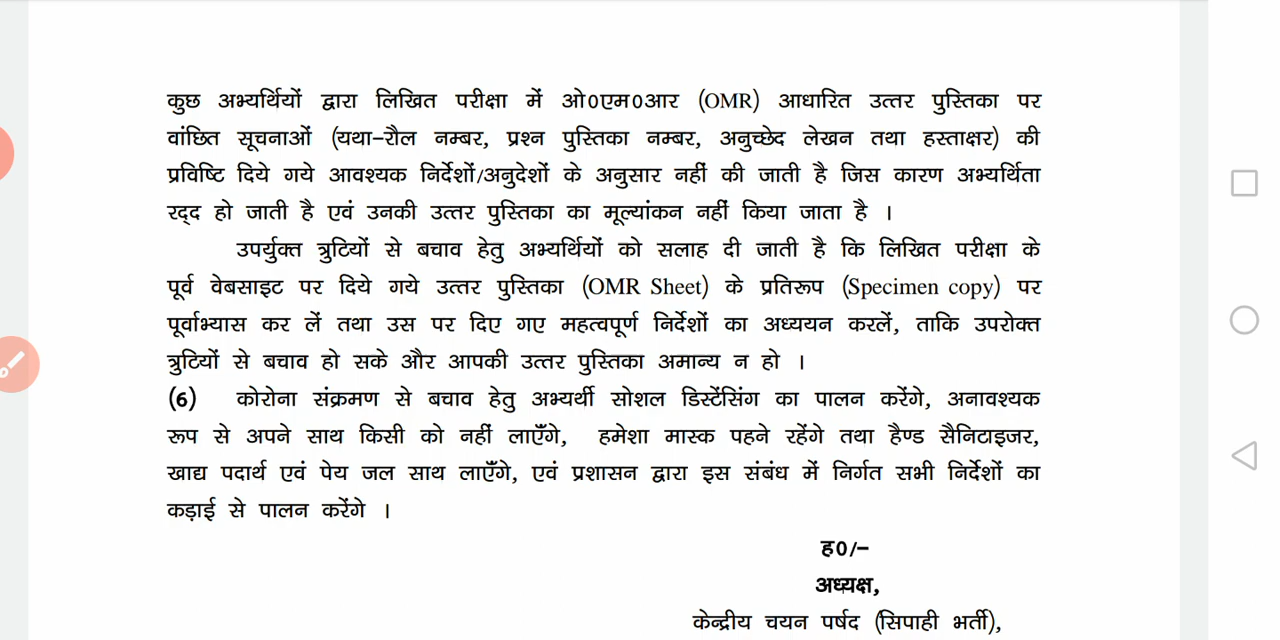 कुछ अभ्यर्थियों द्वारा लिखित परीक्षा में ओ0एम0आर (OMR) आधारित उत्तर पुस्तिका पर
वांछित सूचनाओं (यथा–रौल नम्बर, प्रश्न पुस्तिका नम्बर, अनुच्छेद लेखन तथा हस्ताक्षर) की
प्रविष्टि दिये गये आवश्यक निर्देशों/अनुदेशों के अनुसार नहीं की जाती है जिस कारण अभ्यर्थिता
रद्द हो जाती है एवं उनकी उत्तर पुस्तिका का मूल्यांकन नहीं किया जाता है ।
उपर्युक्त त्रुटियों से बचाव हेतु अभ्यर्थियों को सलाह दी जाती है कि लिखित परीक्षा के
पूर्व वेबसाइट पर दिये गये उत्तर पुस्तिका (OMR Sheet) के प्रतिरूप (Specimen copy) पर
पूर्वाभ्यास कर लें तथा उस पर दिए गए महत्वपूर्ण निर्देशों का अध्ययन करलें, ताकि उपरोक्त
त्रुटियों से बचाव हो सके और आपकी उत्तर पुस्तिका अमान्य न हो ।
(6) कोरोना संक्रमण से बचाव हेतु अभ्यर्थी सोशल डिस्टेंसिंग का पालन करेंगे, अनावश्यक
रूप से अपने साथ किसी को नहीं लाएँगे, हमेशा मास्क पहने रहेंगे तथा हैण्ड सैनिटाइजर,
खाद्य पदार्थ एवं पेय जल साथ लाएँगे, एवं प्रशासन द्वारा इस संबंध में निर्गत सभी निर्देशों का
कड़ाई से पालन करेंगे ।
ह0/–
अध्यक्ष,
केन्द्रीय चयन पर्षद (सिपाही भर्ती),